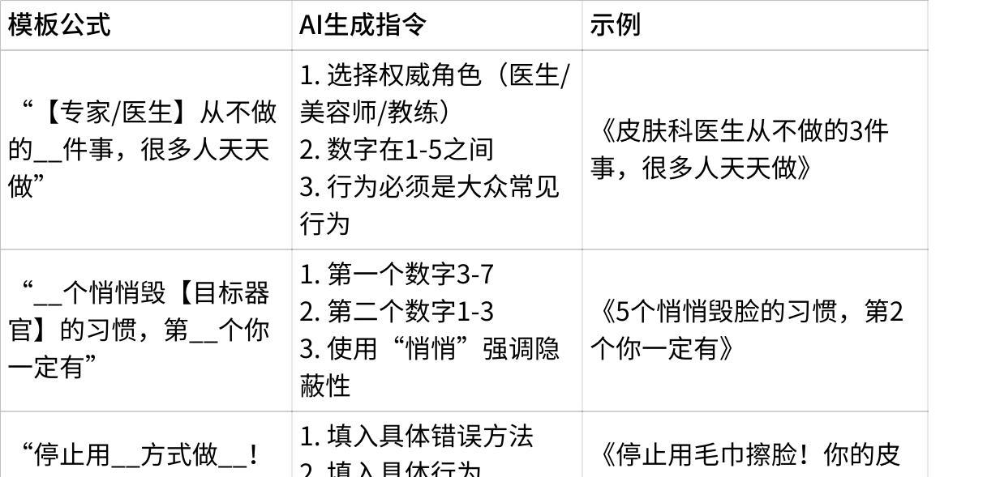 模板公式
AI生成指令
示例
“【专家/医生】从不做
的__件事，很多人天天
做”
1. 选择权威角色（医生/
美容师/教练）
2. 数字在1-5之间
3. 行为必须是大众常见
行为
《皮肤科医生从不做的3件
事，很多人天天做》
“__个悄悄毁【目标器
官】的习惯，第__个你
一定有”
1. 第一个数字3-7
2. 第二个数字1-3
3. 使用“悄悄”强调隐
蔽性
《5个悄悄毁脸的习惯，第2
个你一定有》
“停止用__方式做__！
1. 填入具体错误方法
2. 填入具体行为
《停止用毛巾擦脸！你的皮